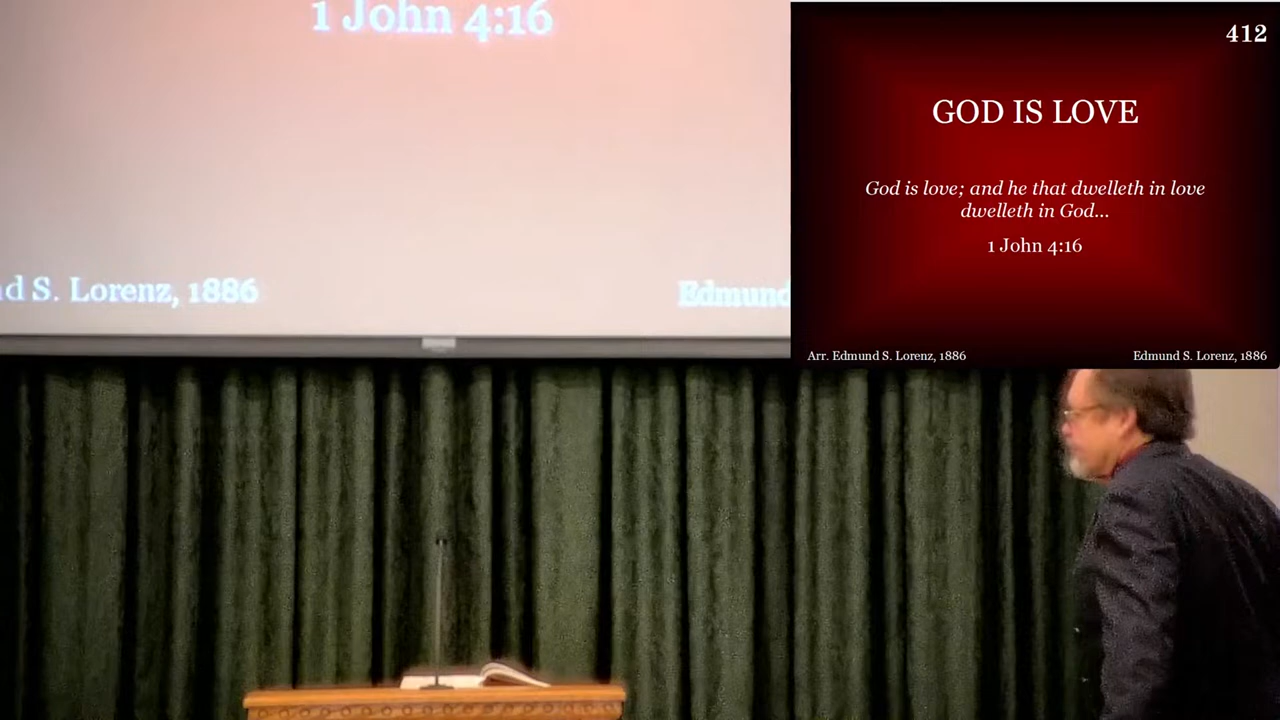 1 John 4:16
d S. Lorenz, 1886
Edmund
412
GOD IS LOVE
God is love; and he that dwelleth in love
dwelleth in God...
1 John 4:16
Arr. Edmund S. Lorenz, 1886
Edmund S. Lorenz, 1886